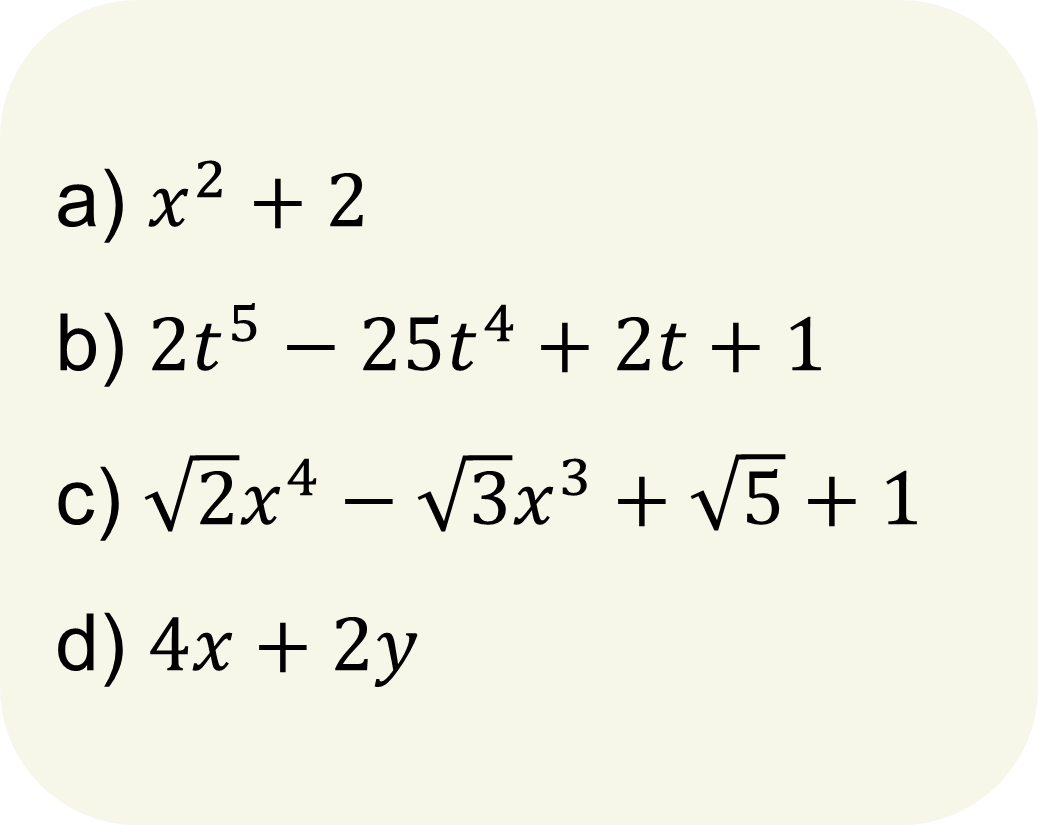 a) x² + 2
b) 2t⁵ − 25t⁴ + 2t + 1
c) √2x⁴ − √3x³ + √5 + 1
d) 4x + 2y